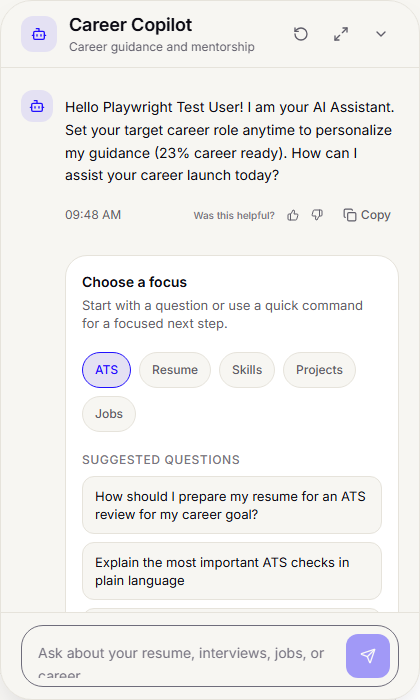 Career Copilot
Career guidance and mentorship
Hello Playwright Test User! I am your AI Assistant.
Set your target career role anytime to personalize
my guidance (23% career ready). How can I
assist your career launch today?
09:48 AM
Was this helpful?
Copy
Choose a focus
Start with a question or use a quick command
for a focused next step.
ATS
Resume
Skills
Projects
Jobs
SUGGESTED QUESTIONS
How should I prepare my resume for an ATS
review for my career goal?
Explain the most important ATS checks in
plain language
Ask about your resume, interviews, jobs, or
career